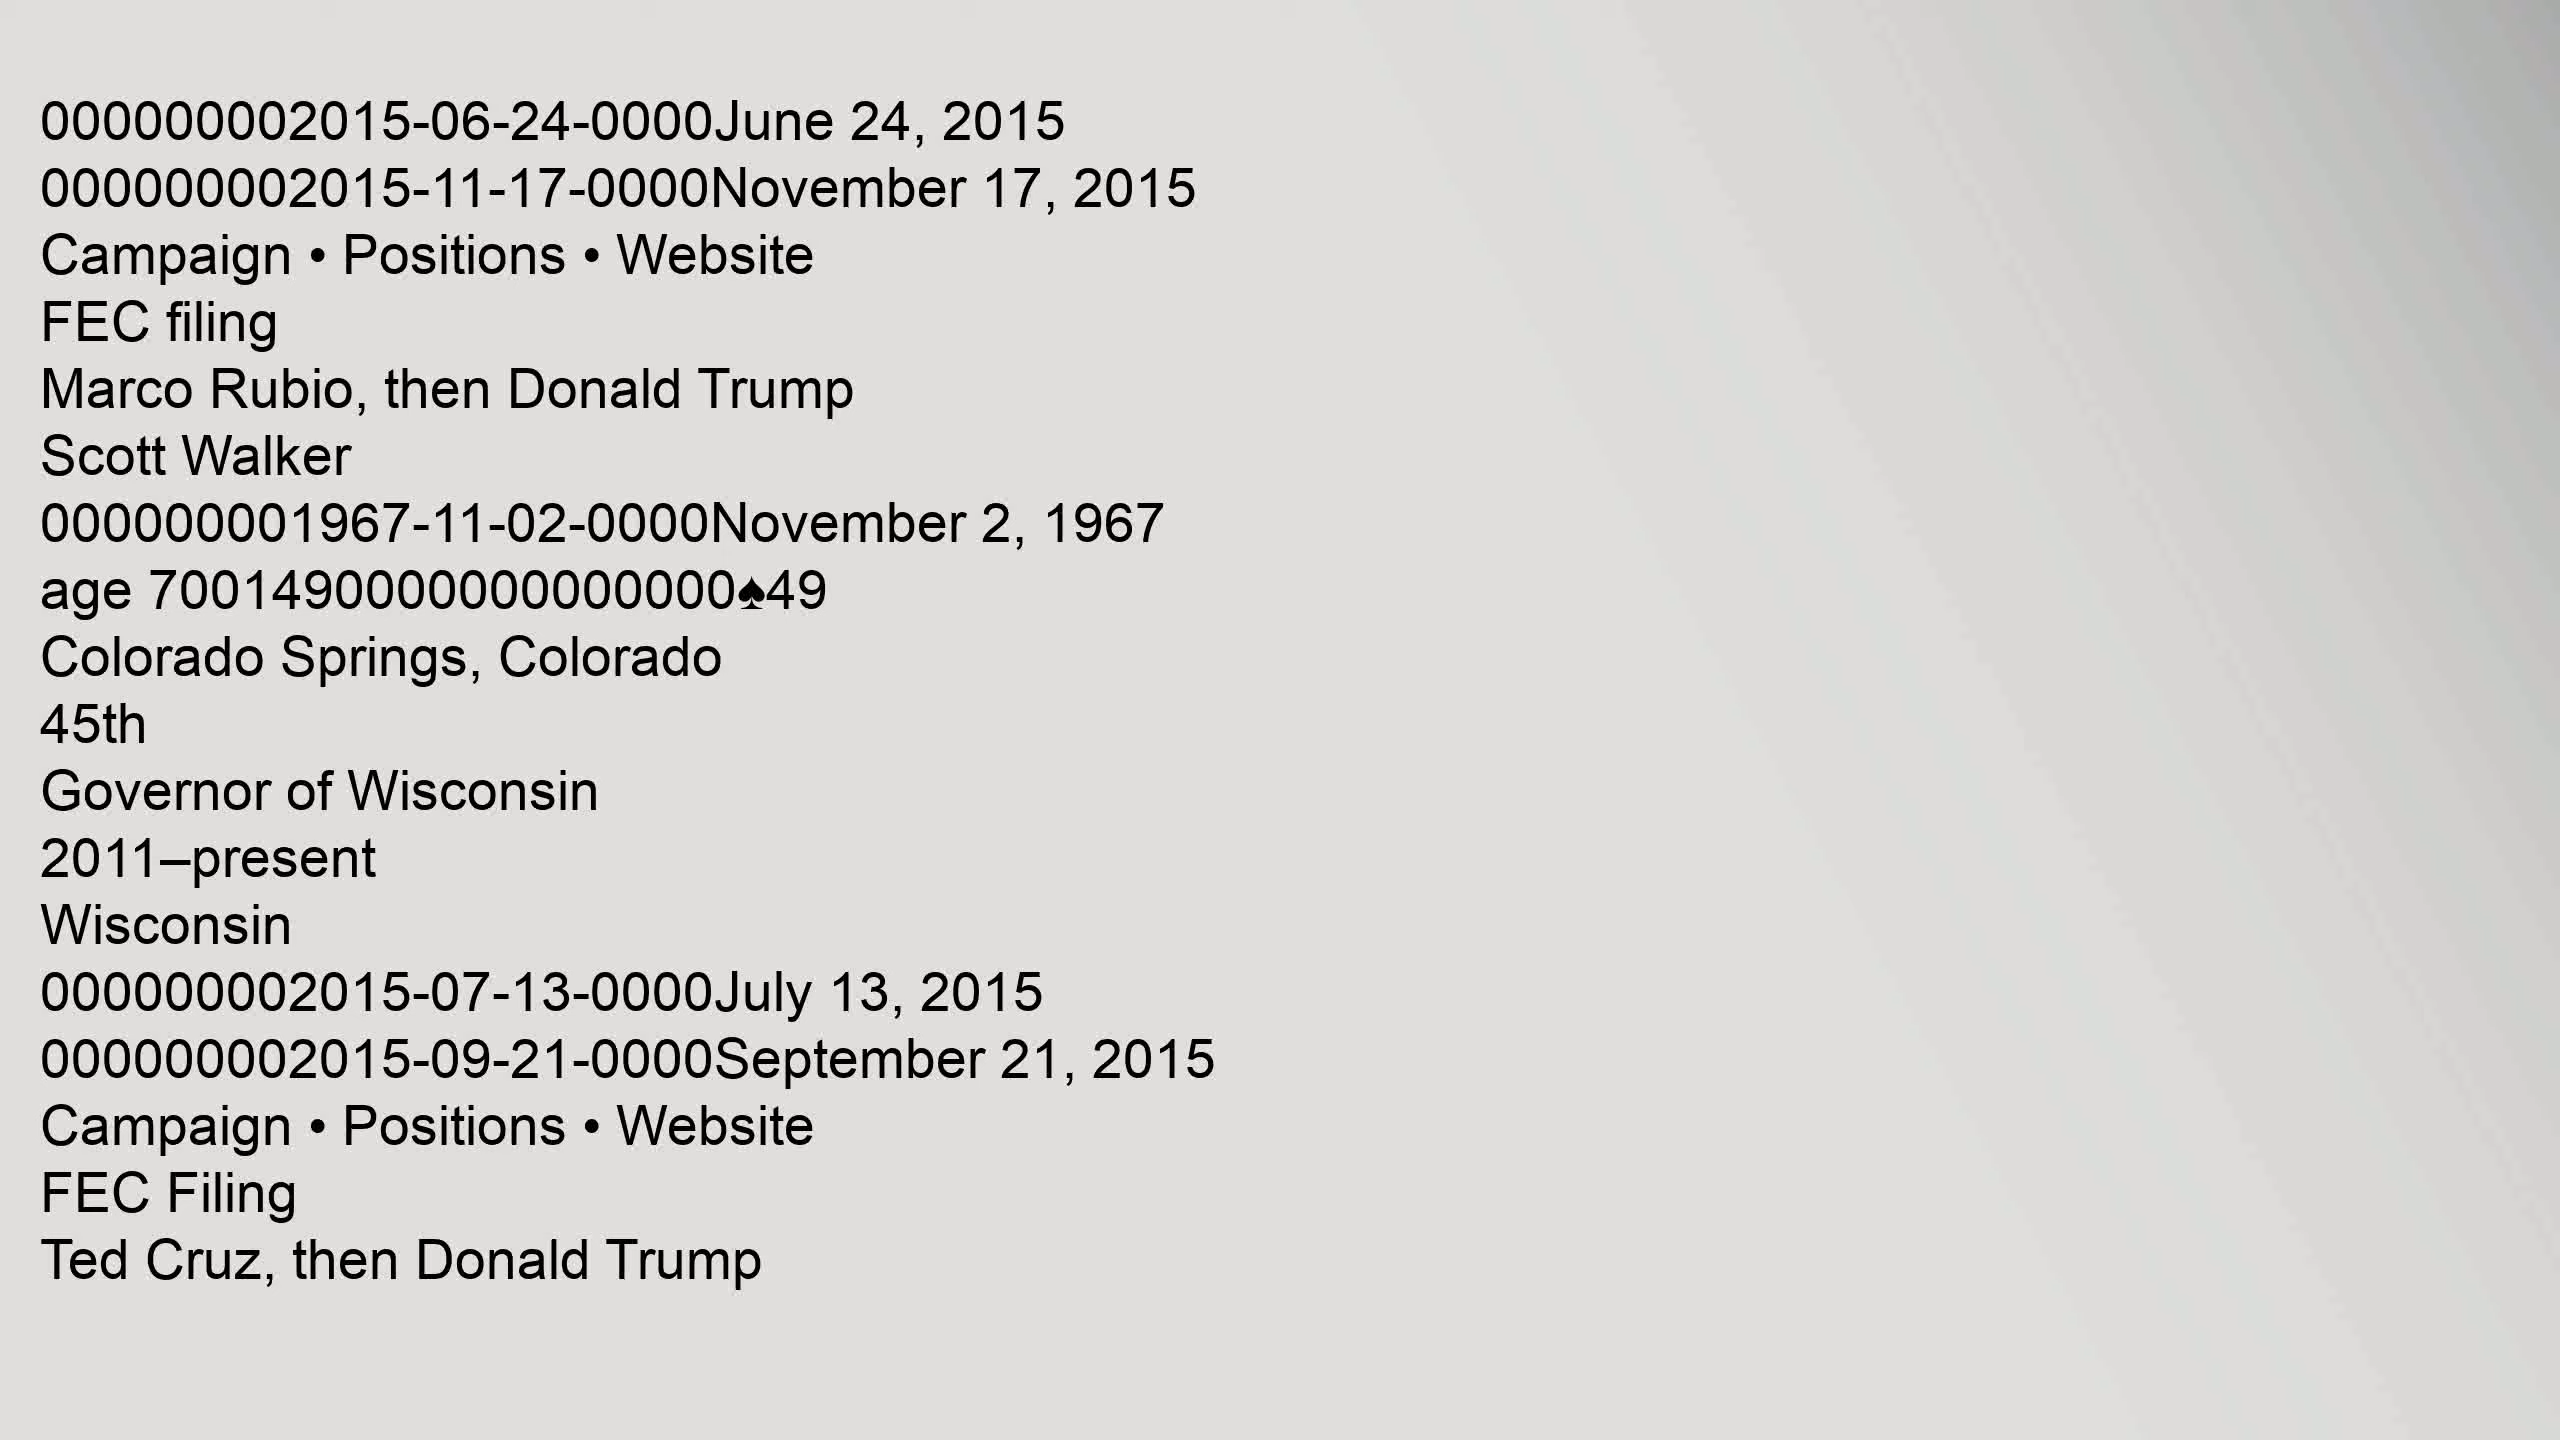 000000002015-06-24-0000June 24, 2015
000000002015-11-17-0000November 17, 2015
Campaign • Positions • Website
FEC filing
Marco Rubio, then Donald Trump
Scott Walker
000000001967-11-02-0000November 2, 1967
age 7001490000000000000♠49
Colorado Springs, Colorado
45th
Governor of Wisconsin
2011–present
Wisconsin
000000002015-07-13-0000July 13, 2015
000000002015-09-21-0000September 21, 2015
Campaign • Positions • Website
FEC Filing
Ted Cruz, then Donald Trump